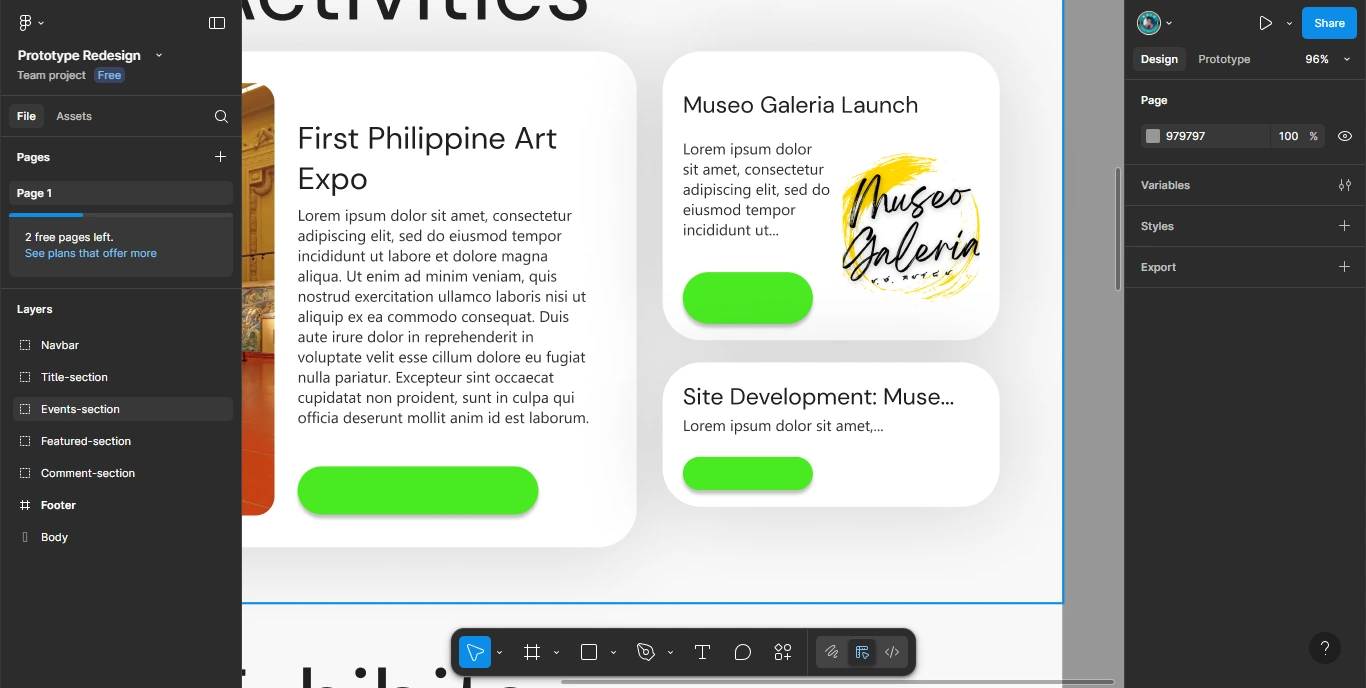 Prototype Redesign
Team project Free
File Assets
Pages
Page 1
2 free pages left.
See plans that offer more
Layers
Navbar
Title-section
Events-section
Featured-section
Comment-section
Footer
Body
Activities
First Philippine Art
Expo
Lorem ipsum dolor sit amet, consectetur
adipiscing elit, sed do eiusmod tempor
incididunt ut labore et dolore magna
aliqua. Ut enim ad minim veniam, quis
nostrud exercitation ullamco laboris nisi ut
aliquip ex ea commodo consequat. Duis
aute irure dolor in reprehenderit in
voluptate velit esse cillum dolore eu fugiat
nulla pariatur. Excepteur sint occaecat
cupidatat non proident, sunt in culpa qui
officia deserunt mollit anim id est laborum.
Museo Galeria Launch
Lorem ipsum dolor
sit amet, consectetur
adipiscing elit, sed do
eiusmod tempor
incididunt ut...
Museo
Galeria
Site Development: Muse...
Lorem ipsum dolor sit amet,...
Share
Design Prototype 96%
Page
979797 100 %
Variables
Styles
Export
?